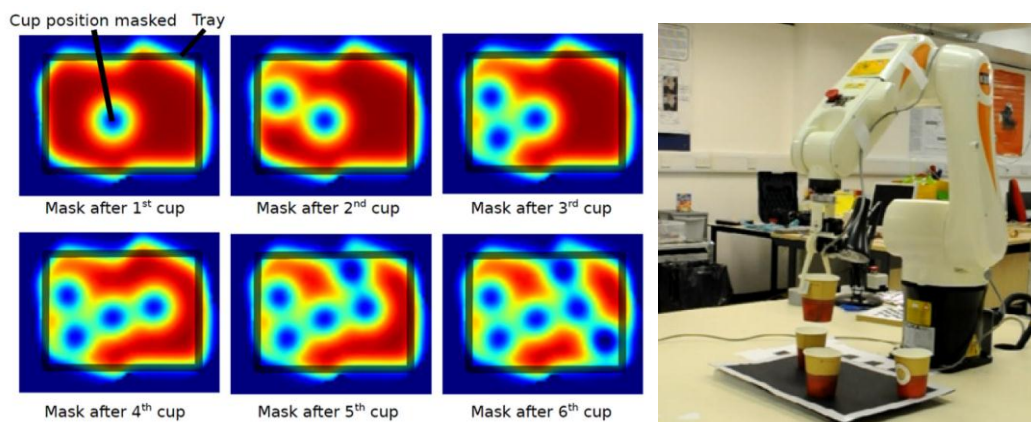 Cup position masked Tray
Mask after 1st cup
Mask after 2nd cup
Mask after 3rd cup
Mask after 4th cup
Mask after 5th cup
Mask after 6th cup